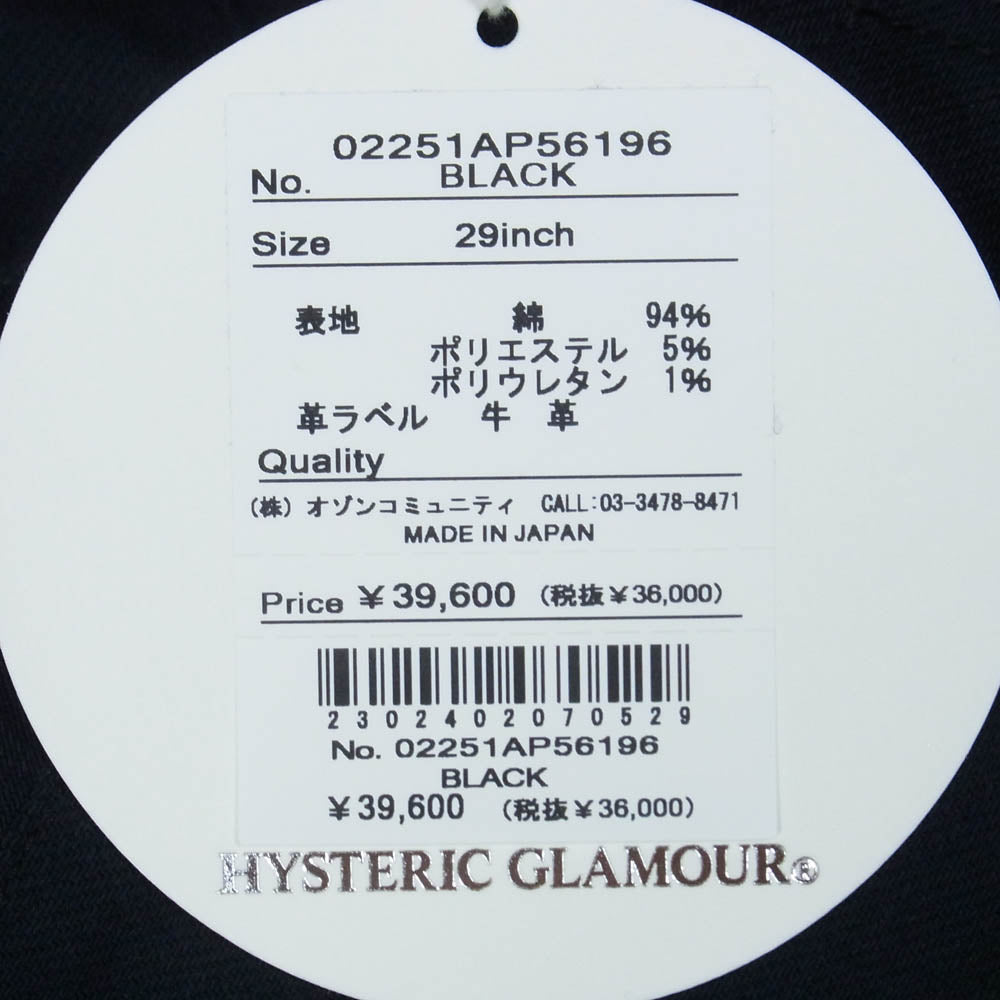 02251AP56196
No. BLACK
Size 29inch
表地 綿 94%
ポリエステル 5%
ポリウレタン 1%
革ラベル 牛 革
Quality
(株) オゾンコミュニティ CALL:03-3478-8471
MADE IN JAPAN
Price ¥39,600 (税抜¥36,000)
2302402070529
No. 02251AP56196
BLACK
¥39,600 (税抜¥36,000)
HYSTERIC GLAMOUR®